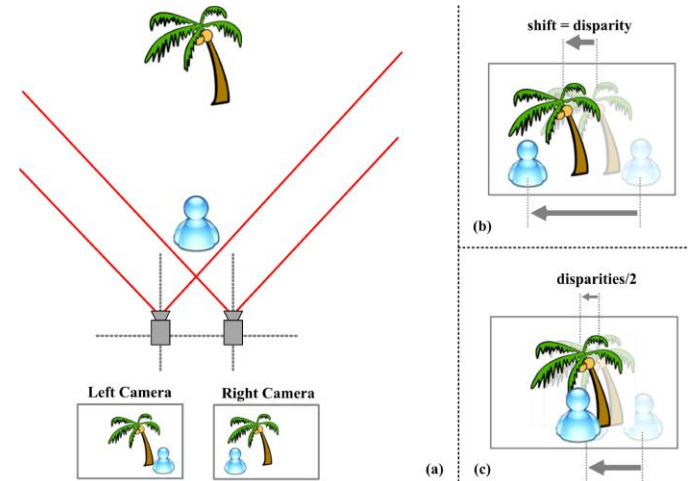 Left Camera
Right Camera
(a)
shift = disparity
(b)
disparities/2
(c)